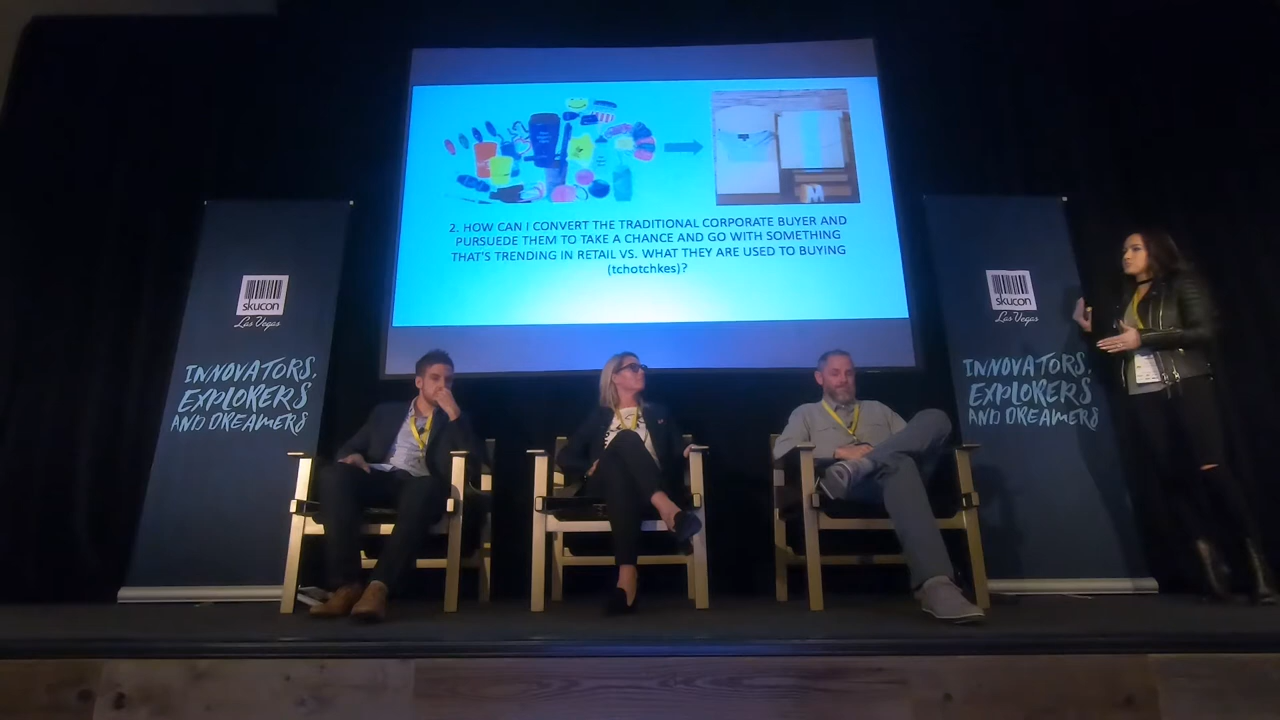 2. HOW CAN I CONVERT THE TRADITIONAL CORPORATE BUYER AND
PURSUEDE THEM TO TAKE A CHANCE AND GO WITH SOMETHING
THAT'S TRENDING IN RETAIL VS. WHAT THEY ARE USED TO BUYING
(tchotchkes)?
skucon
Las Vegas
INNOVATORS,
EXPLORERS
AND DREAMERS
skucon
Las Vegas
INNOVATORS,
EXPLORERS
AND DREAMERS